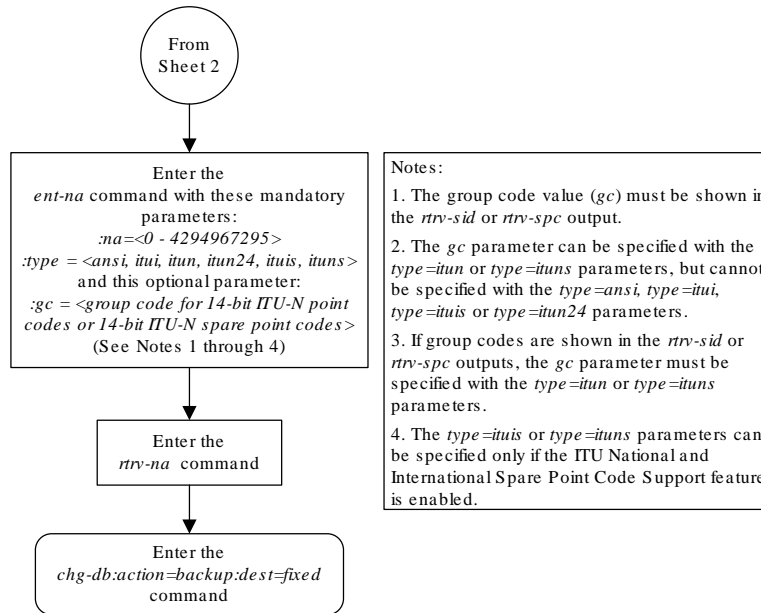 From
Sheet 2
Enter the
ent-na command with these mandatory
parameters:
:na=<0 - 4294967295>
:type = <ansi, itui, itun, itun24, ituis, ituns>
and this optional parameter:
:gc = <group code for 14-bit ITU-N point
codes or 14-bit ITU-N spare point codes>
(See Notes 1 through 4)
Enter the
rtrv-na command
Enter the
chg-db:action=backup:dest=fixed
command
Notes:
1. The group code value (gc) must be shown in
the rtrv-sid or rtrv-spc output.
2. The gc parameter can be specified with the
type=itun or type=ituns parameters, but cannot
be specified with the type=ansi, type=itui,
type=ituis or type=itun24 parameters.
3. If group codes are shown in the rtrv-sid or
rtrv-spc outputs, the gc parameter must be
specified with the type=itun or type=ituns
parameters.
4. The type=ituis or type=ituns parameters can
be specified only if the ITU National and
International Spare Point Code Support feature
is enabled.